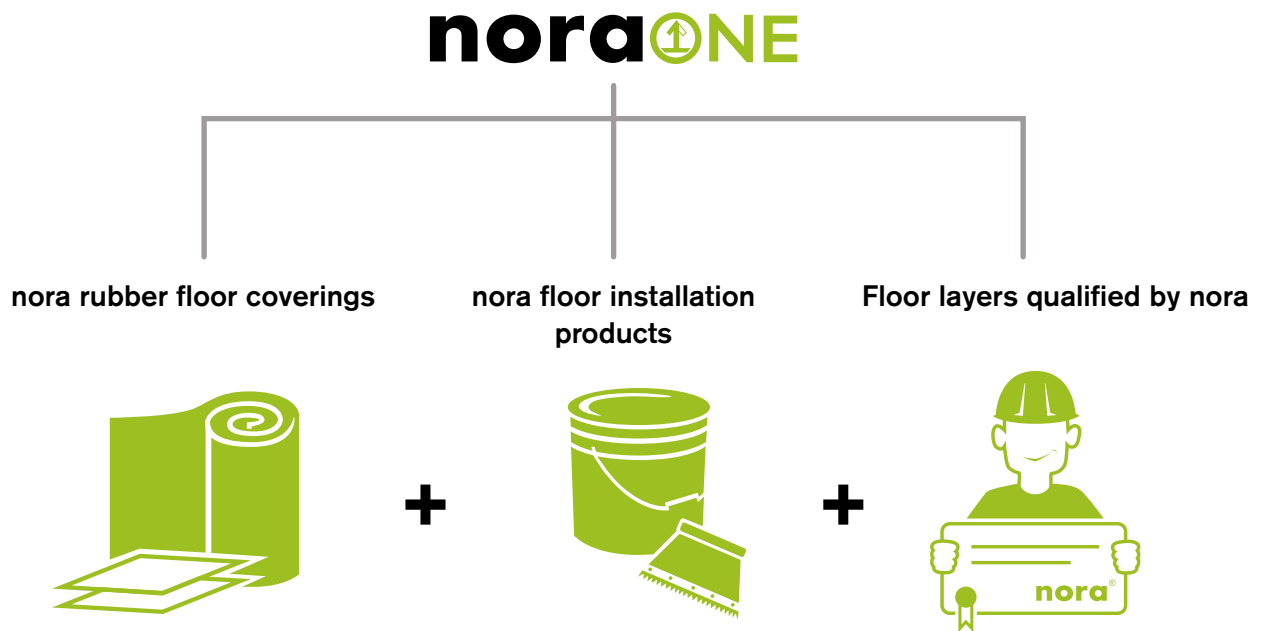 noraONE
nora rubber floor coverings
nora floor installation
products
Floor layers qualified by nora
nora®